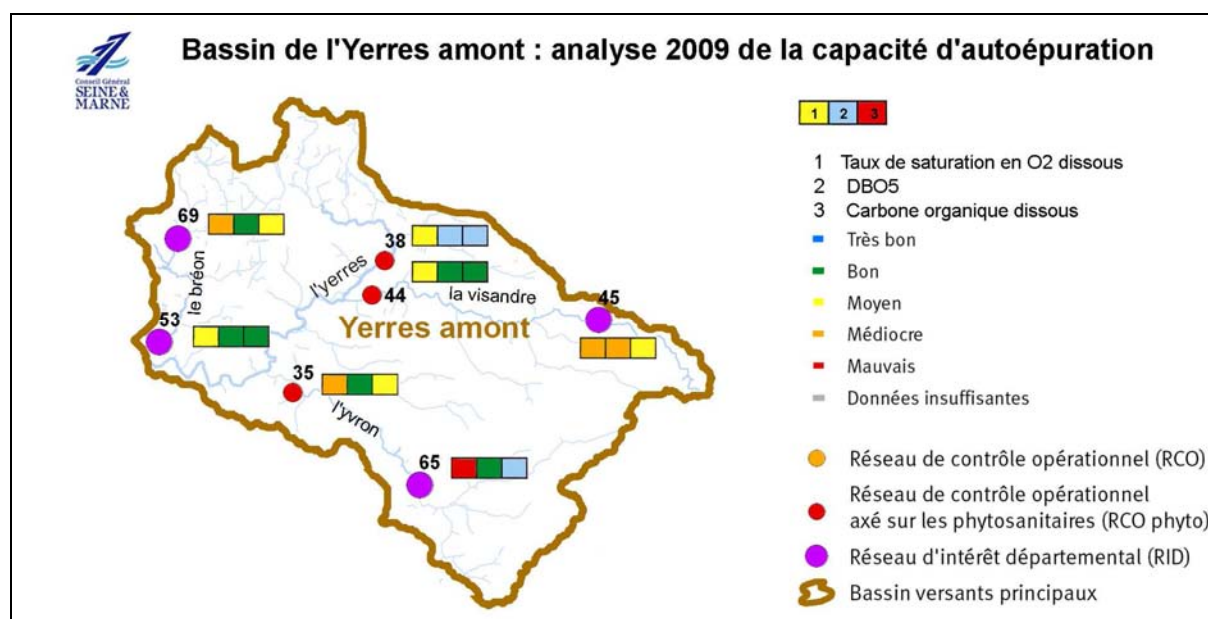 Conseil Général
SEINE &
MARNE
Bassin de l'Yerres amont : analyse 2009 de la capacité d'autoépuration
69
38
l'yerres
le bréon
la visandre
44
45
53
Yerres amont
35
l'yvron
65
1 2 3
1 Taux de saturation en O2 dissous
2 DBO5
3 Carbone organique dissous
Très bon
Bon
Moyen
Médiocre
Mauvais
Données insuffisantes
Réseau de contrôle opérationnel (RCO)
Réseau de contrôle opérationnel
axé sur les phytosanitaires (RCO phyto)
Réseau d'intérêt départemental (RID)
Bassin versants principaux